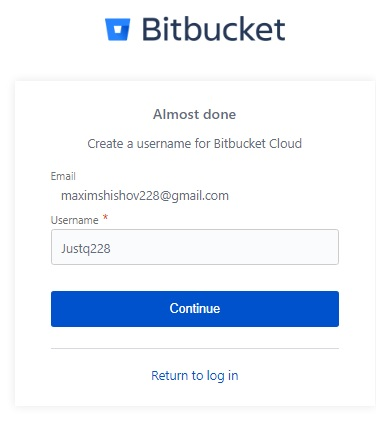 Bitbucket
Almost done
Create a username for Bitbucket Cloud
Email
maximshishov228@gmail.com
Username *
Justq228
Continue
Return to log in